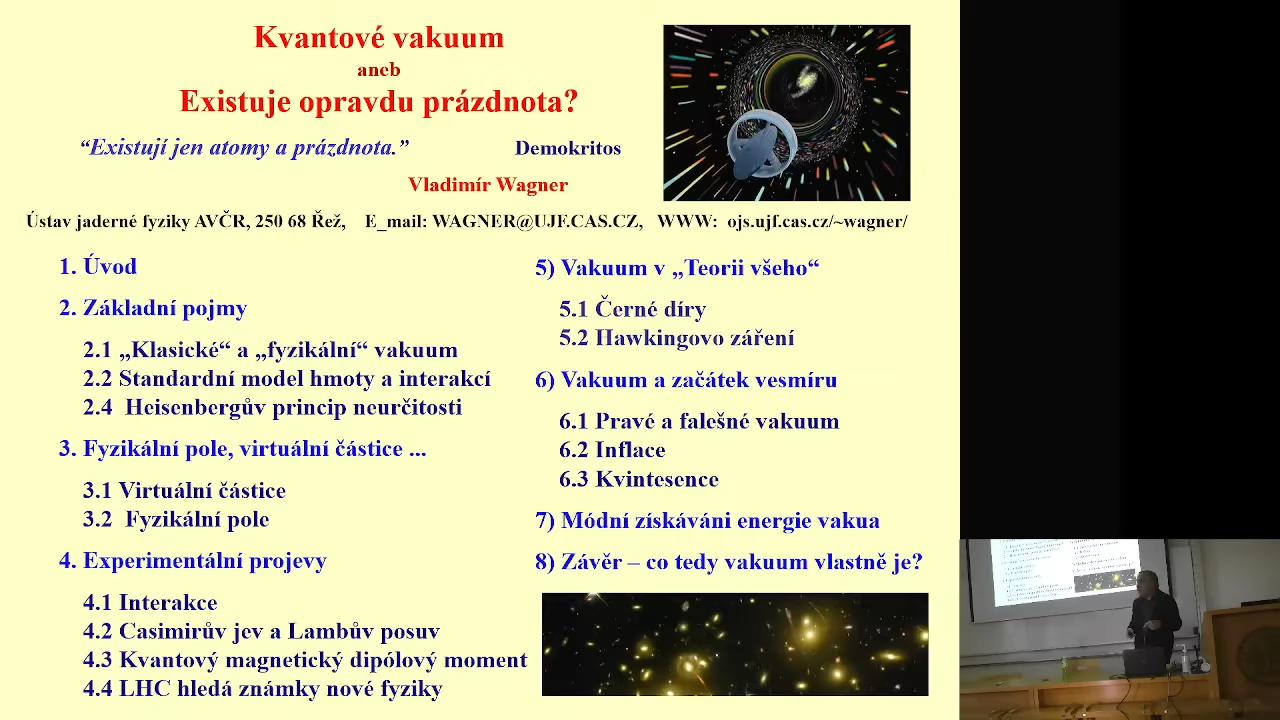 Kvantové vakuum
aneb
Existuje opravdu prázdnota?
“Existují jen atomy a prázdnota.” Demokritos
Vladimír Wagner
Ústav jaderné fyziky AVČR, 250 68 Řež, E_mail: WAGNER@UJF.CAS.CZ, WWW: ojs.ujf.cas.cz/~wagner/
1. Úvod
2. Základní pojmy
2.1 „Klasické“ a „fyzikální“ vakuum
2.2 Standardní model hmoty a interakcí
2.4 Heisenbergův princip neurčitosti
3. Fyzikální pole, virtuální částice ...
3.1 Virtuální částice
3.2 Fyzikální pole
4. Experimentální projevy
4.1 Interakce
4.2 Casimirův jev a Lambův posuv
4.3 Kvantový magnetický dipólový moment
4.4 LHC hledá známky nové fyziky
5) Vakuum v „Teorii všeho“
5.1 Černé díry
5.2 Hawkingovo záření
6) Vakuum a začátek vesmíru
6.1 Pravé a falešné vakuum
6.2 Inflace
6.3 Kvintesence
7) Módní získáváni energie vakua
8) Závěr – co tedy vakuum vlastně je?